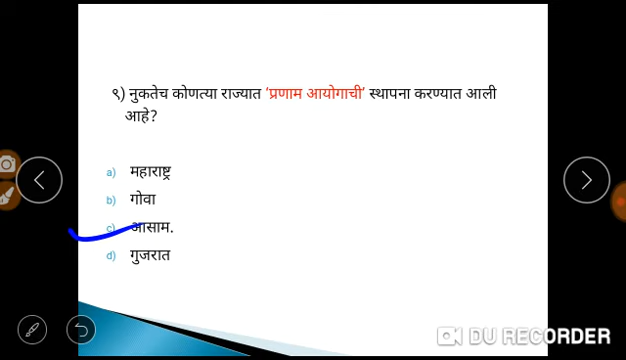 ९) नुकतेच कोणत्या राज्यात 'प्रणाम आयोगाची' स्थापना करण्यात आली
आहे?
a) महाराष्ट्र
b) गोवा
c) आसाम.
d) गुजरात
DU RECORDER